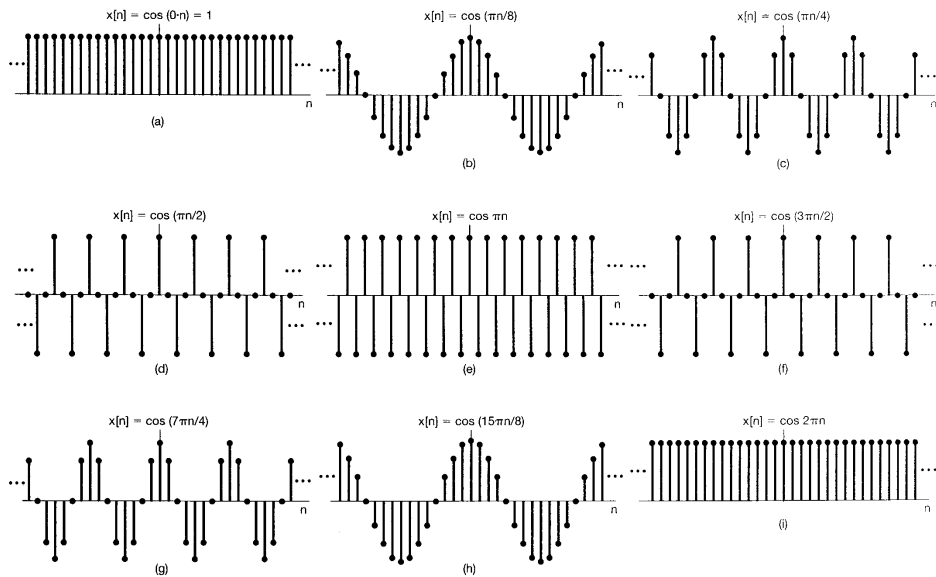 x[n] = cos (0·n) = 1
x[n] = cos (πn/8)
x[n] = cos (πn/4)
... ... n
... ... n
... ... n
(a)
(b)
(c)
x[n] = cos (πn/2)
x[n] = cos πn
x[n] = cos (3πn/2)
... ... n
... ... n
... ... n
... ...
... ...
... ...
(d)
(e)
(f)
x[n] = cos (7πn/4)
x[n] = cos (15πn/8)
x[n] = cos 2πn
... ... n
... ... n
... ... n
(g)
(h)
(i)